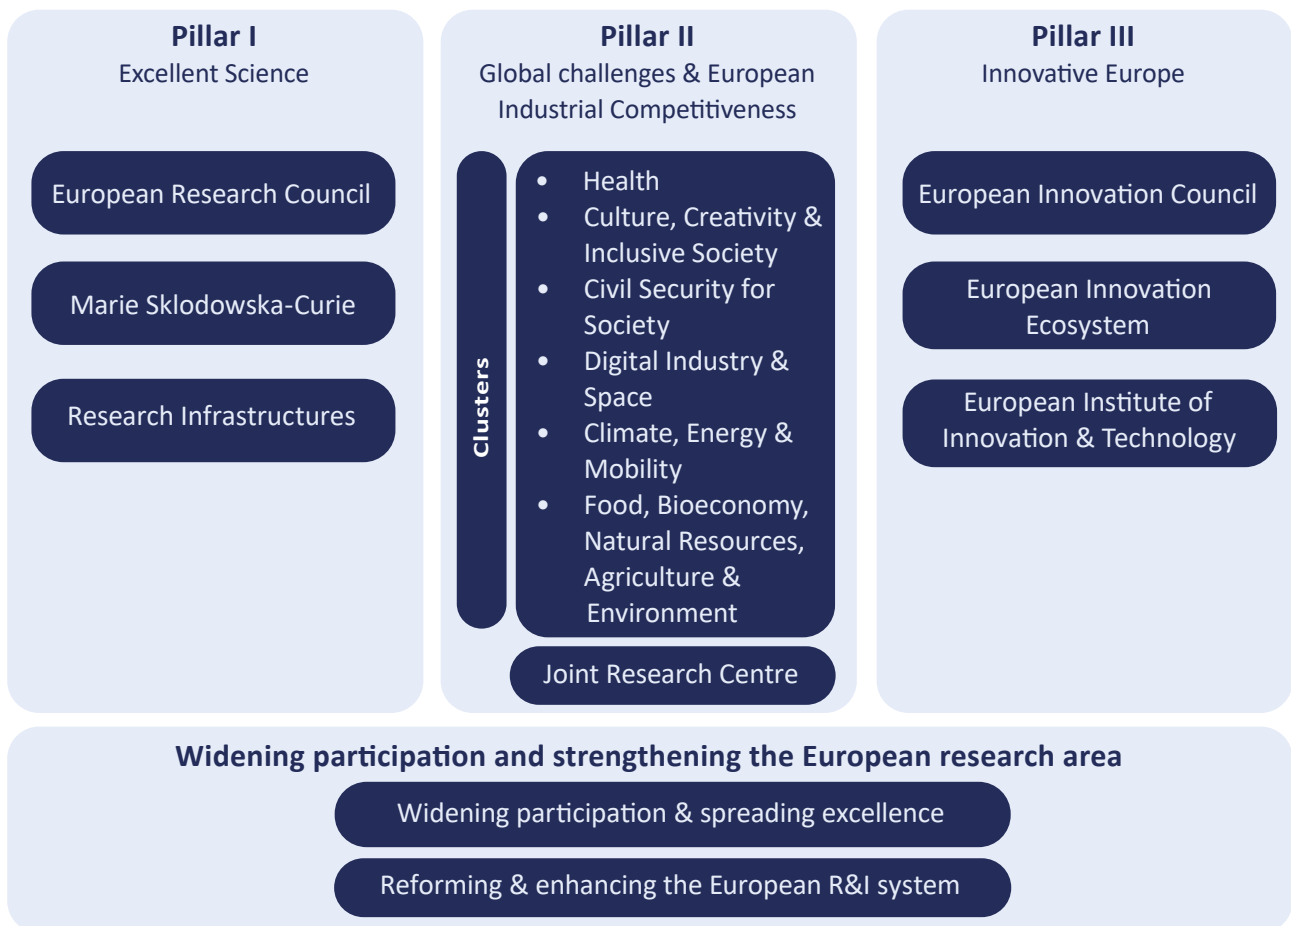 Pillar I
Excellent Science
European Research Council
Marie Sklodowska-Curie
Research Infrastructures
Pillar II
Global challenges & European
Industrial Competitiveness
Clusters
• Health
• Culture, Creativity &
Inclusive Society
• Civil Security for
Society
• Digital Industry &
Space
• Climate, Energy &
Mobility
• Food, Bioeconomy,
Natural Resources,
Agriculture &
Environment
Joint Research Centre
Pillar III
Innovative Europe
European Innovation Council
European Innovation
Ecosystem
European Institute of
Innovation & Technology
Widening participation and strengthening the European research area
Widening participation & spreading excellence
Reforming & enhancing the European R&I system